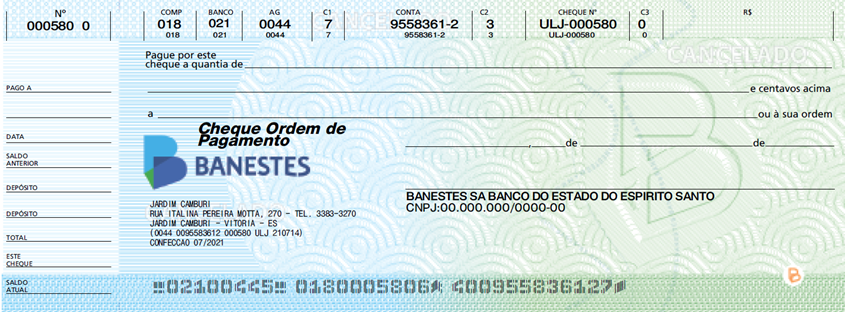 Nº COMP BANCO AG C1 CONTA C2 CHEQUE Nº C3 R$
000580 0 018 021 0044 7 9558361-2 3 ULJ-000580 0
018 021 0044 7 9558361-2 3 ULJ-000580 0
CANCELADO
Pague por este
cheque a quantia de
PAGO A
e centavos acima
a ou à sua ordem
Cheque Ordem de
Pagamento
DATA
, de de
BANESTES
SALDO
ANTERIOR
DEPÓSITO
BANESTES SA BANCO DO ESTADO DO ESPIRITO SANTO
CNPJ:00.000.000/0000-00
JARDIM CAMBURI
RUA ITALINA PEREIRA MOTTA, 270 - TEL. 3383-3270
JARDIM CAMBURI - VITORIA - ES
(0044 0095583612 000580 ULJ 210714)
CONFECCAO 07/2021
DEPÓSITO
TOTAL
ESTE
CHEQUE
SALDO
ATUAL
02100445 0180005806 400955836127